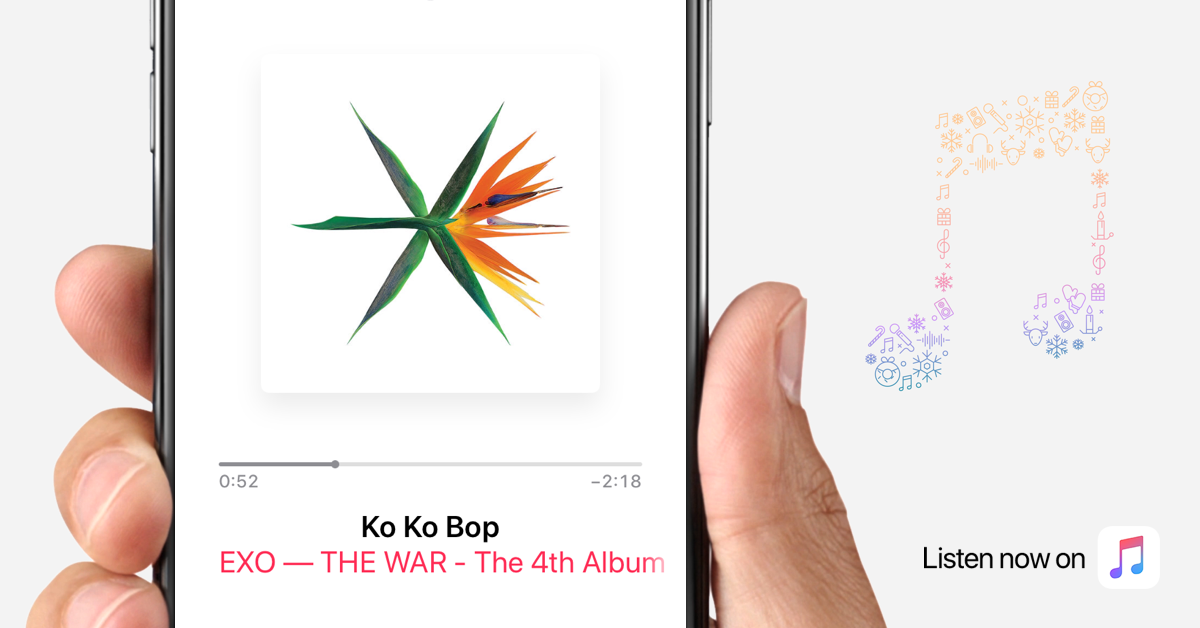 0:52
−2:18
Ko Ko Bop
EXO — THE WAR - The 4th Album
Listen now on